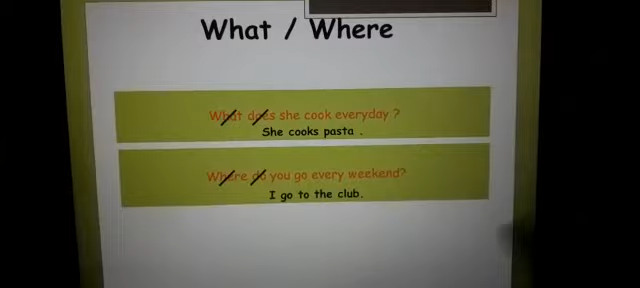 What / Where
What does she cook everyday ?
She cooks pasta .
Where do you go every weekend?
I go to the club.